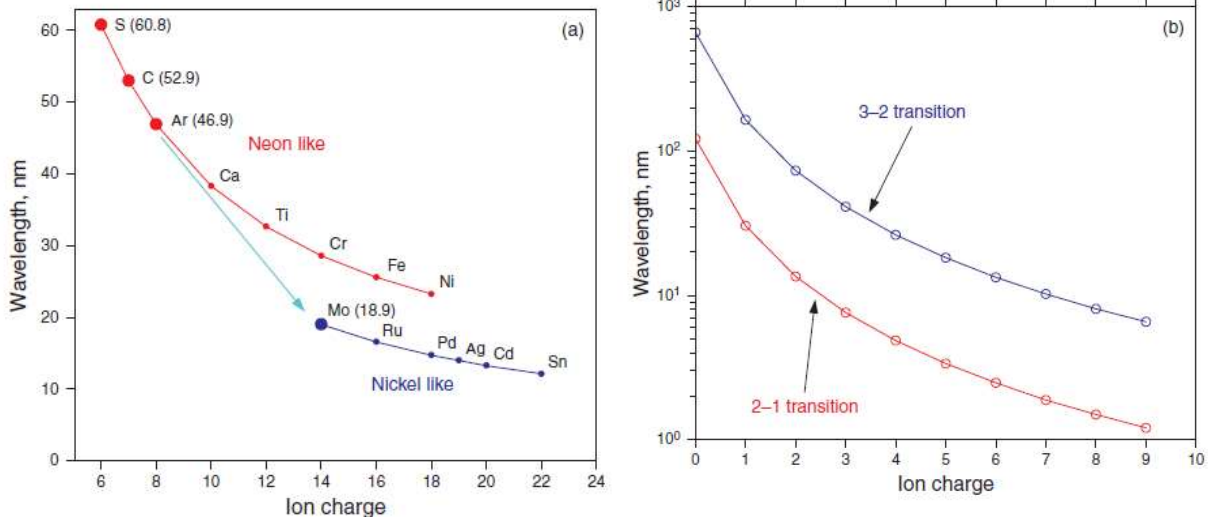 (a)
60
50
40
30
20
10
0
Wavelength, nm
S (60.8)
C (52.9)
Ar (46.9)
Neon like
Ca
Ti
Cr
Fe
Ni
Mo (18.9)
Ru
Pd
Ag
Cd
Sn
Nickel like
6 8 10 12 14 16 18 20 22 24
Ion charge
(b)
10³
10²
10¹
10⁰
Wavelength, nm
3–2 transition
2–1 transition
0 1 2 3 4 5 6 7 8 9 10
Ion charge